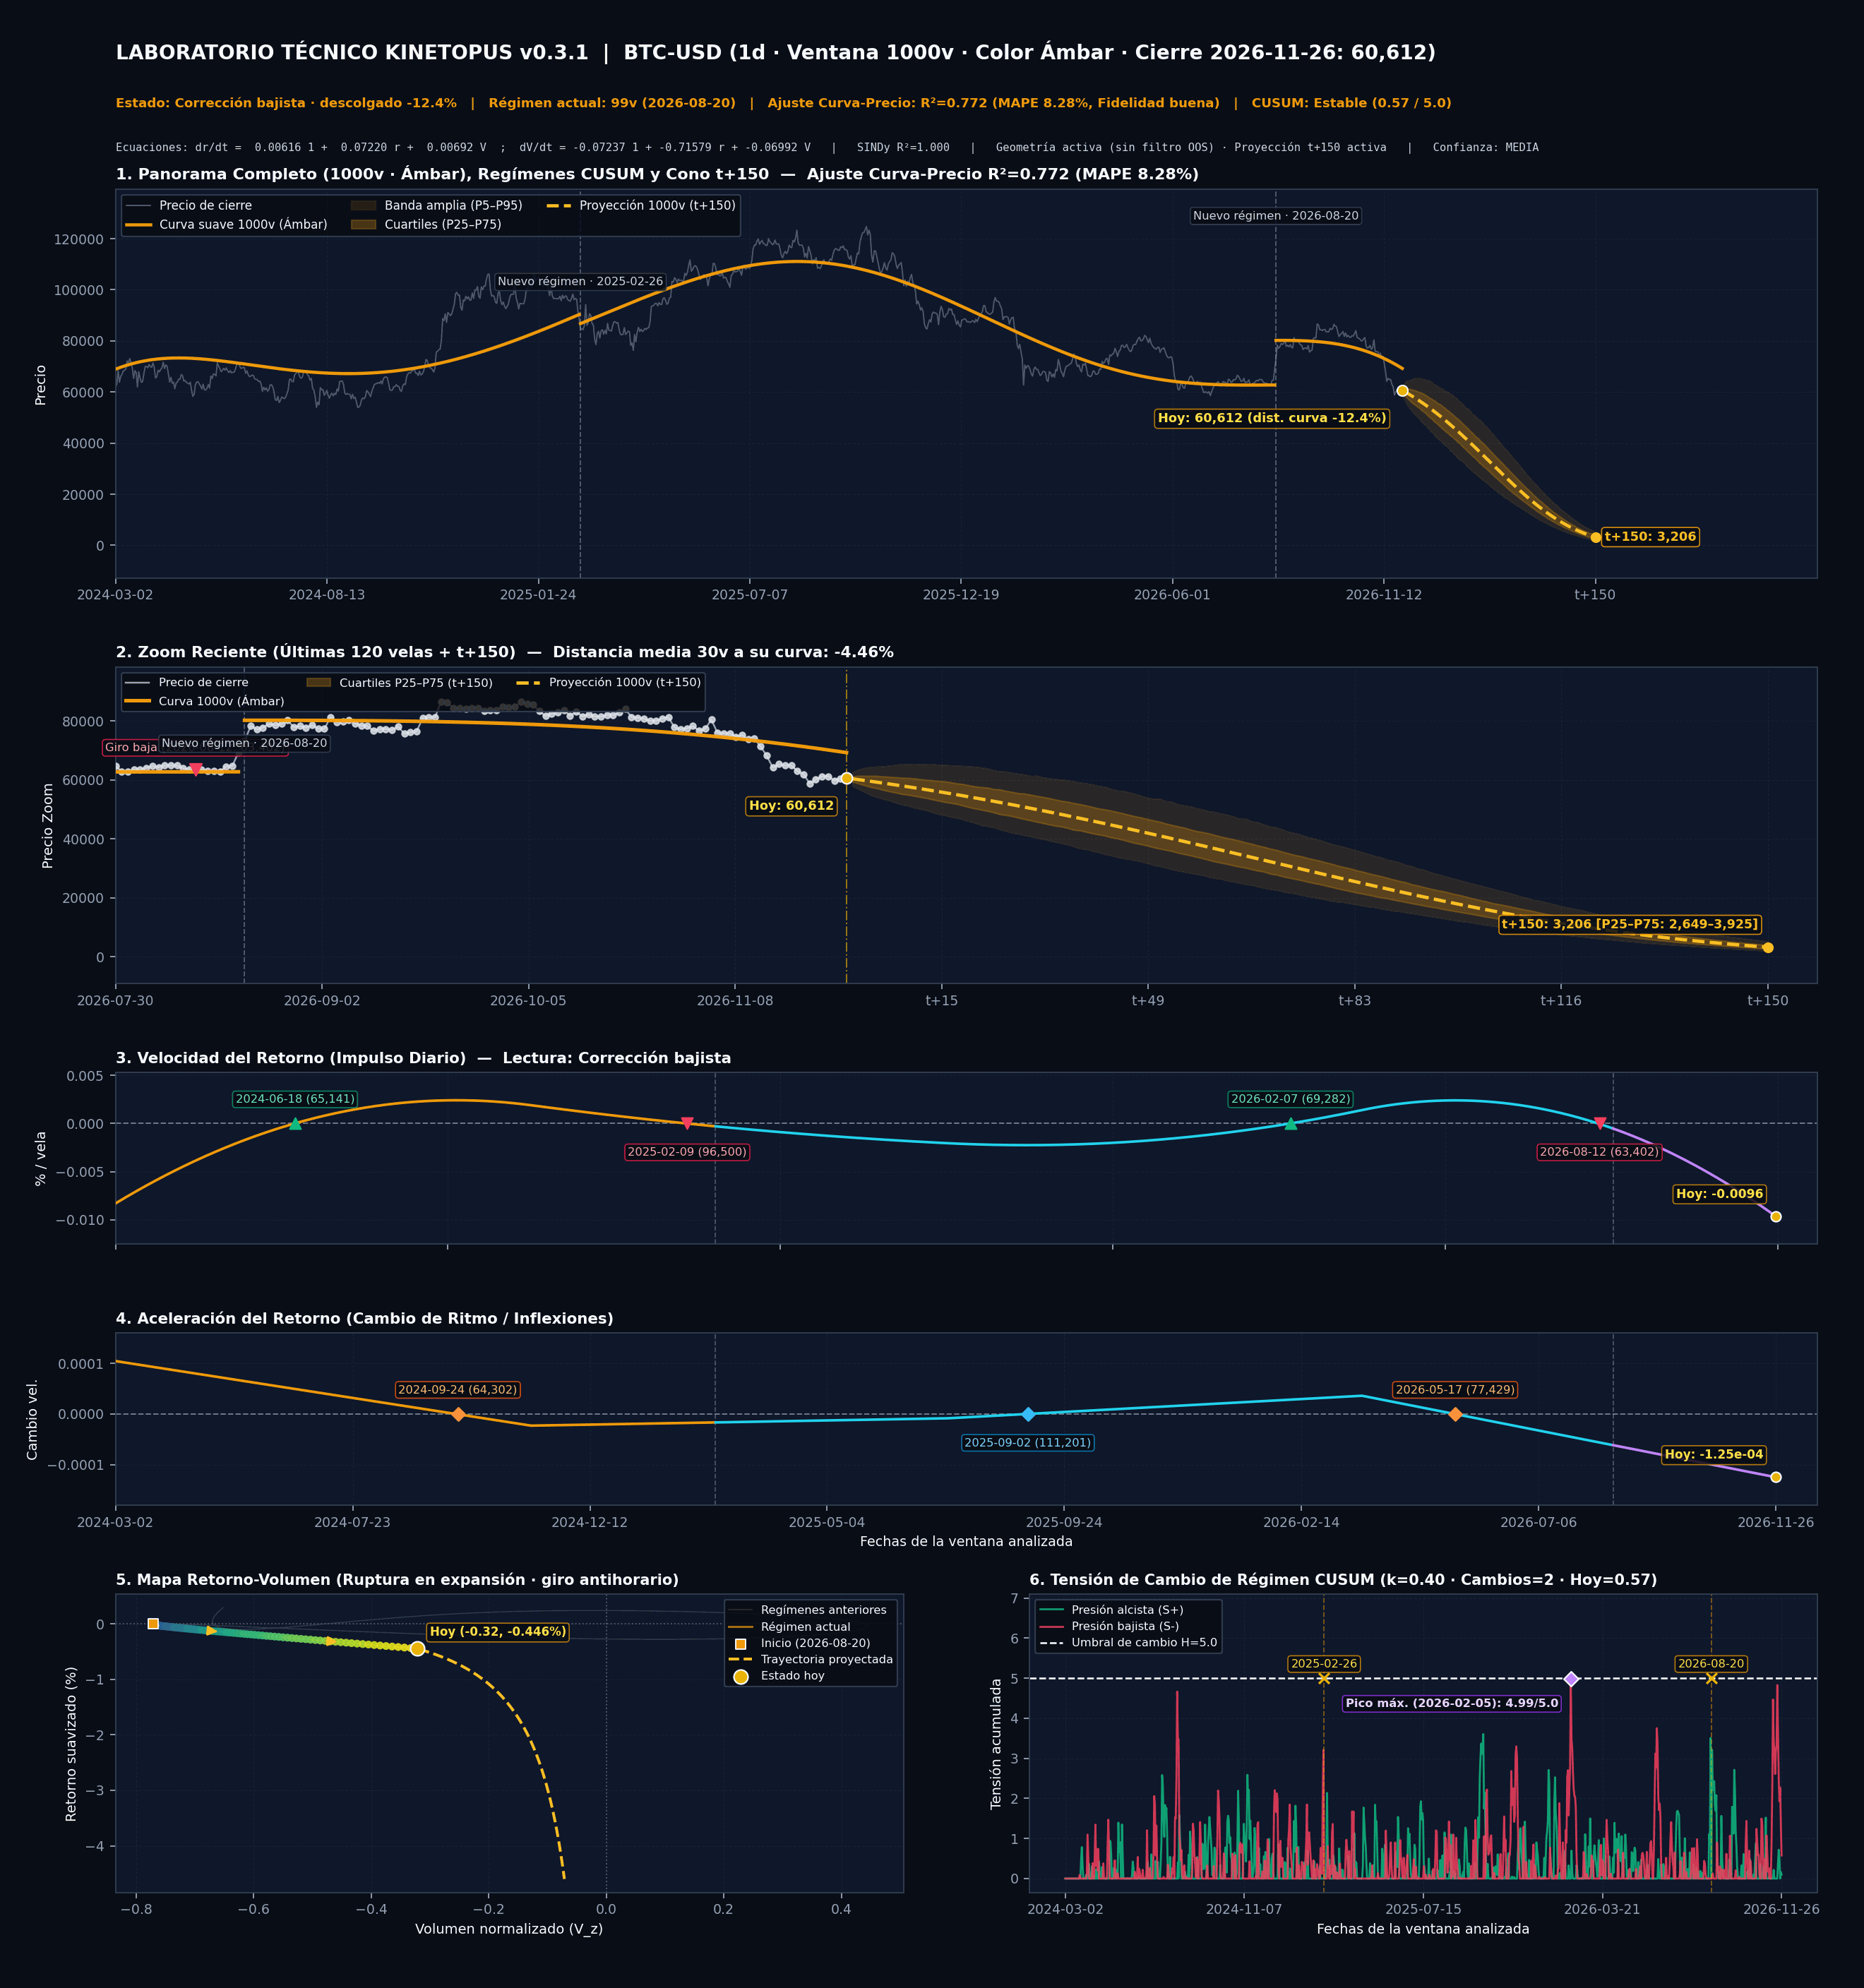 LABORATORIO TÉCNICO KINETOPUS v0.3.1 | BTC-USD (1d · Ventana 1000v · Color Ámbar · Cierre 2026-11-26: 60,612)
Estado: Corrección bajista · descolgado -12.4% | Régimen actual: 99v (2026-08-20) | Ajuste Curva-Precio: R²=0.772 (MAPE 8.28%, Fidelidad buena) | CUSUM: Estable (0.57 / 5.0)
Ecuaciones: dr/dt = 0.00616 1 + 0.07220 r + 0.00692 V ; dV/dt = -0.07237 1 + -0.71579 r + -0.06992 V | SINDy R²=1.000 | Geometría activa (sin filtro OOS) · Proyección t+150 activa | Confianza: MEDIA
1. Panorama Completo (1000v · Ámbar), Regímenes CUSUM y Cono t+150 — Ajuste Curva-Precio R²=0.772 (MAPE 8.28%)
Precio de cierre
Curva suave 1000v (Ámbar)
Banda amplia (P5–P95)
Cuartiles (P25–P75)
Proyección 1000v (t+150)
Nuevo régimen · 2025-02-26
Nuevo régimen · 2026-08-20
Hoy: 60,612 (dist. curva -12.4%)
t+150: 3,206
Precio
120000
100000
80000
60000
40000
20000
0
2024-03-02
2024-08-13
2025-01-24
2025-07-07
2025-12-19
2026-06-01
2026-11-12
t+150
2. Zoom Reciente (Últimas 120 velas + t+150) — Distancia media 30v a su curva: -4.46%
Precio de cierre
Curva 1000v (Ámbar)
Cuartiles P25–P75 (t+150)
Proyección 1000v (t+150)
Giro baja
Nuevo régimen · 2026-08-20
Hoy: 60,612
t+150: 3,206 [P25–P75: 2,649–3,925]
Precio Zoom
80000
60000
40000
20000
0
2026-07-30
2026-09-02
2026-10-05
2026-11-08
t+15
t+49
t+83
t+116
t+150
3. Velocidad del Retorno (Impulso Diario) — Lectura: Corrección bajista
% / vela
0.005
0.000
−0.005
−0.010
2024-06-18 (65,141)
2025-02-09 (96,500)
2026-02-07 (69,282)
2026-08-12 (63,402)
Hoy: -0.0096
4. Aceleración del Retorno (Cambio de Ritmo / Inflexiones)
Cambio vel.
0.0001
0.0000
−0.0001
2024-09-24 (64,302)
2025-09-02 (111,201)
2026-05-17 (77,429)
Hoy: -1.25e-04
2024-03-02
2024-07-23
2024-12-12
2025-05-04
2025-09-24
2026-02-14
2026-07-06
2026-11-26
Fechas de la ventana analizada
5. Mapa Retorno-Volumen (Ruptura en expansión · giro antihorario)
Regímenes anteriores
Régimen actual
Inicio (2026-08-20)
Trayectoria proyectada
Estado hoy
Hoy (-0.32, -0.446%)
Retorno suavizado (%)
0
−1
−2
−3
−4
−0.8
−0.6
−0.4
−0.2
0.0
0.2
0.4
Volumen normalizado (V_z)
6. Tensión de Cambio de Régimen CUSUM (k=0.40 · Cambios=2 · Hoy=0.57)
Presión alcista (S+)
Presión bajista (S-)
Umbral de cambio H=5.0
2025-02-26
2026-08-20
Pico máx. (2026-02-05): 4.99/5.0
Tensión acumulada
7
6
5
4
3
2
1
0
2024-03-02
2024-11-07
2025-07-15
2026-03-21
2026-11-26
Fechas de la ventana analizada